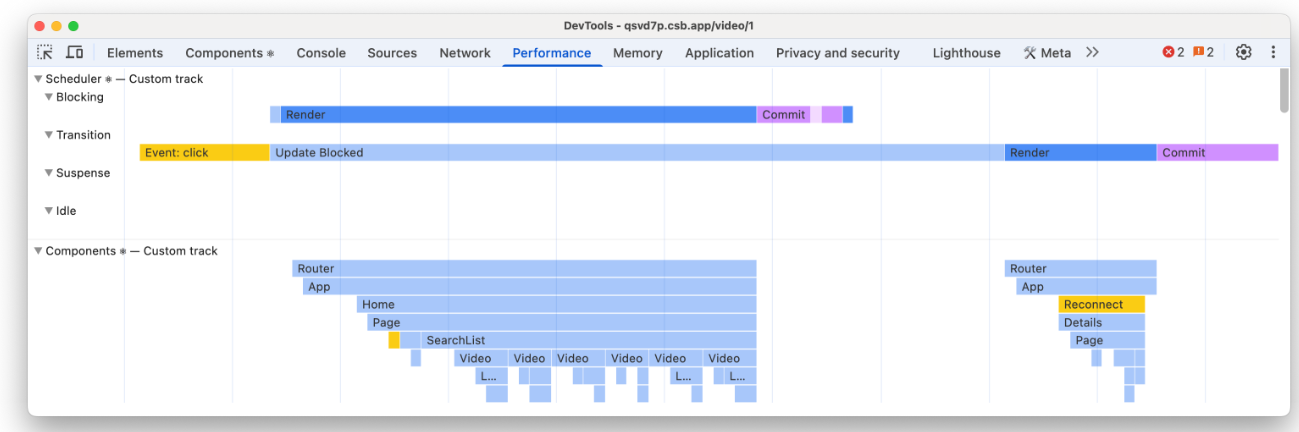 DevTools - qsvd7p.csb.app/video/1
Elements Components ⚛ Console Sources Network Performance Memory Application Privacy and security Lighthouse Meta >> 2 2
Scheduler ⚛ — Custom track
Blocking
Render Commit
Transition
Event: click Update Blocked Render Commit
Suspense
Idle
Components ⚛ — Custom track
Router Router
App App
Home Reconnect
Page Details
SearchList Page
Video Video Video Video Video Video
L... L... L...